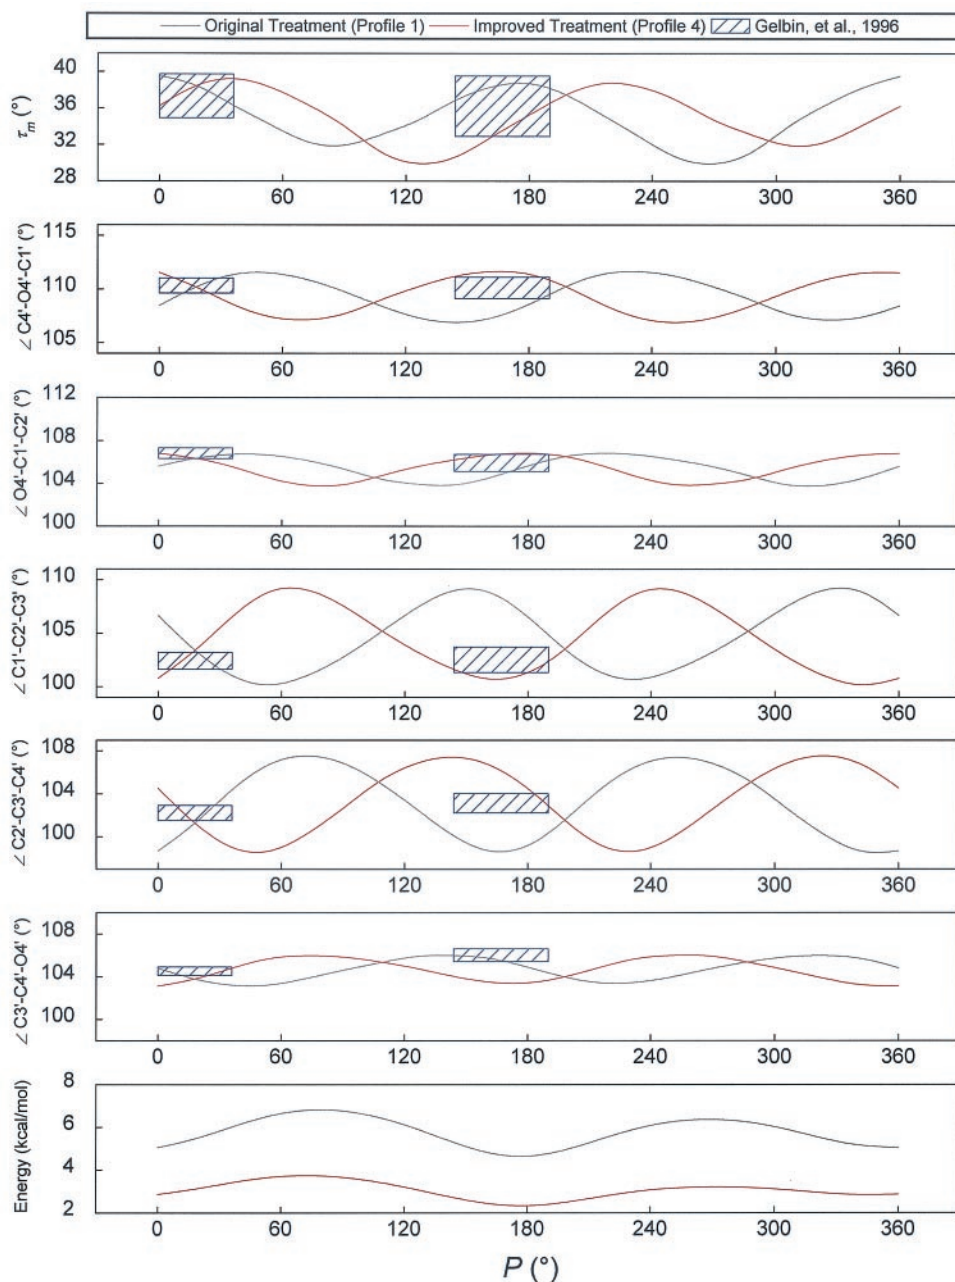 Original Treatment (Profile 1) Improved Treatment (Profile 4) Gelbin, et al., 1996
τm (°)
40
36
32
28
0 60 120 180 240 300 360
∠ C4'-O4'-C1' (°)
115
110
105
0 60 120 180 240 300 360
∠ O4'-C1'-C2' (°)
112
108
104
100
0 60 120 180 240 300 360
∠ C1'-C2'-C3' (°)
110
105
100
0 60 120 180 240 300 360
∠ C2'-C3'-C4' (°)
108
104
100
0 60 120 180 240 300 360
∠ C3'-C4'-O4' (°)
108
104
100
0 60 120 180 240 300 360
Energy (kcal/mol)
8
6
4
2
0 60 120 180 240 300 360
P (°)